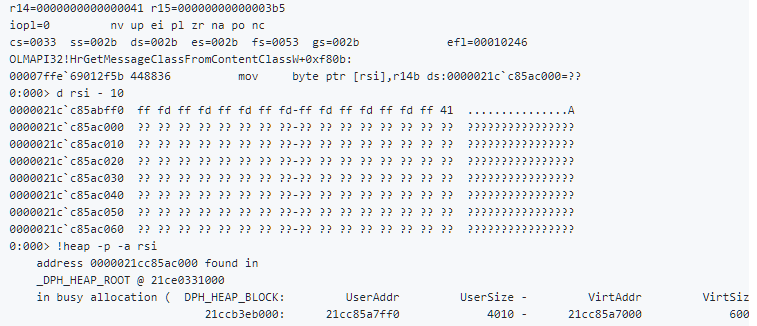 r14=0000000000000041 r15=00000000000003b5
iopl=0         nv up ei pl zr na po nc
cs=0033  ss=002b  ds=002b  es=002b  fs=0053  gs=002b             efl=00010246
OLMAPI32!HrGetMessageClassFromContentClassW+0xf80b:
00007ffe`69012f5b 448836          mov     byte ptr [rsi],r14b ds:0000021c`c85ac000=??
0:000> d rsi - 10
0000021c`c85abff0  ff fd ff ff fd ff ff fd-ff ff fd ff ff fd ff 41  ...............A
0000021c`c85ac000  ?? ?? ?? ?? ?? ?? ?? ??-?? ?? ?? ?? ?? ?? ?? ??  ????????????????
0000021c`c85ac010  ?? ?? ?? ?? ?? ?? ?? ??-?? ?? ?? ?? ?? ?? ?? ??  ????????????????
0000021c`c85ac020  ?? ?? ?? ?? ?? ?? ?? ??-?? ?? ?? ?? ?? ?? ?? ??  ????????????????
0000021c`c85ac030  ?? ?? ?? ?? ?? ?? ?? ??-?? ?? ?? ?? ?? ?? ?? ??  ????????????????
0000021c`c85ac040  ?? ?? ?? ?? ?? ?? ?? ??-?? ?? ?? ?? ?? ?? ?? ??  ????????????????
0000021c`c85ac050  ?? ?? ?? ?? ?? ?? ?? ??-?? ?? ?? ?? ?? ?? ?? ??  ????????????????
0000021c`c85ac060  ?? ?? ?? ?? ?? ?? ?? ??-?? ?? ?? ?? ?? ?? ?? ??  ????????????????
0:000> !heap -p -a rsi
address 0000021cc85ac000 found in
_DPH_HEAP_ROOT @ 21ce0331000
in busy allocation (  DPH_HEAP_BLOCK:         UserAddr         UserSize -         VirtAddr         VirtSiz
21ccb3eb000:      21cc85a7ff0             4010 -      21cc85a7000             600